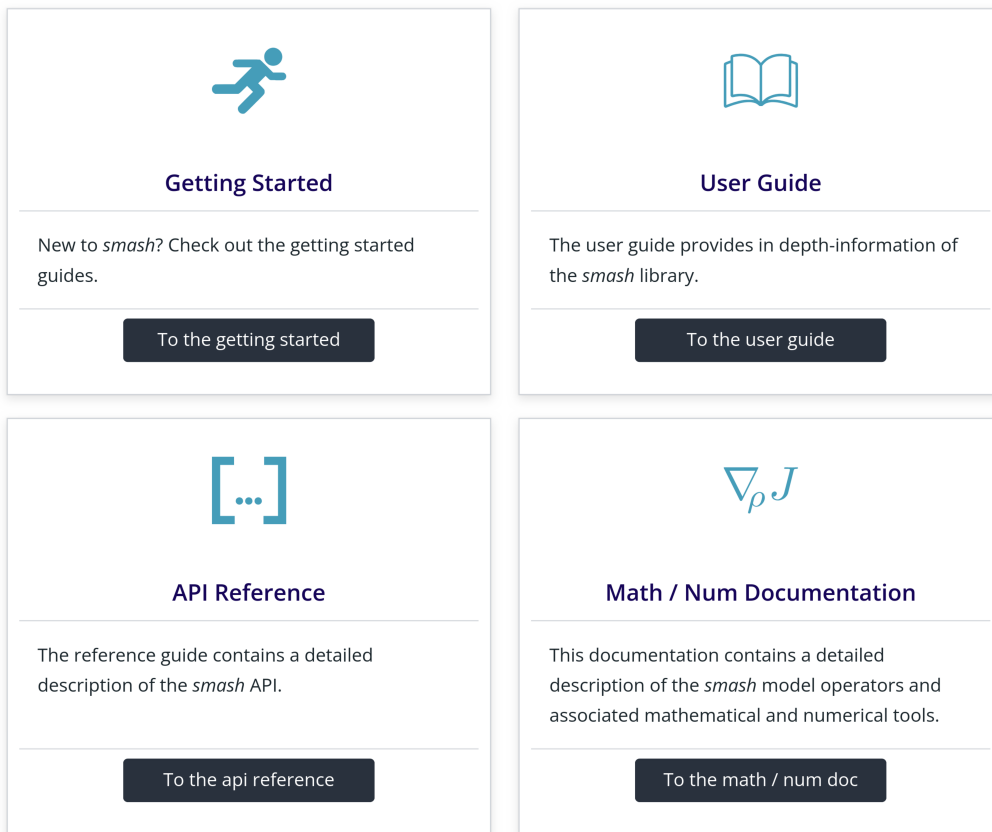 Getting Started
New to smash? Check out the getting started
guides.
To the getting started
User Guide
The user guide provides in depth-information of
the smash library.
To the user guide
[...]
API Reference
The reference guide contains a detailed
description of the smash API.
To the api reference
∇ρJ
Math / Num Documentation
This documentation contains a detailed
description of the smash model operators and
associated mathematical and numerical tools.
To the math / num doc